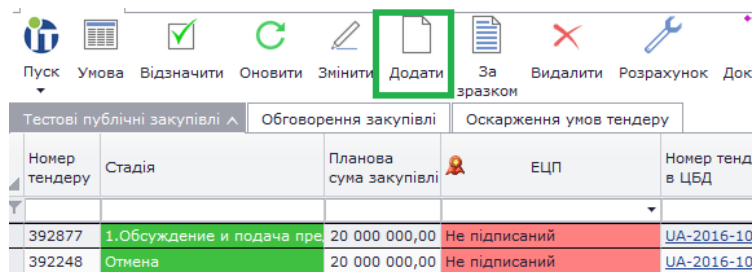 Пуск Умова Відзначити Оновити Змінити Додати За зразком Видалити Розрахунок Док
Тестові публічні закупівлі Обговорення закупівлі Оскарження умов тендеру
Номер тендеру Стадія Планова сума закупівлі ЕЦП Номер тенд в ЦБД
392877 1.Обсуждение и подача пре 20 000 000,00 Не підписаний UA-2016-10
392248 Отмена 20 000 000,00 Не підписаний UA-2016-10